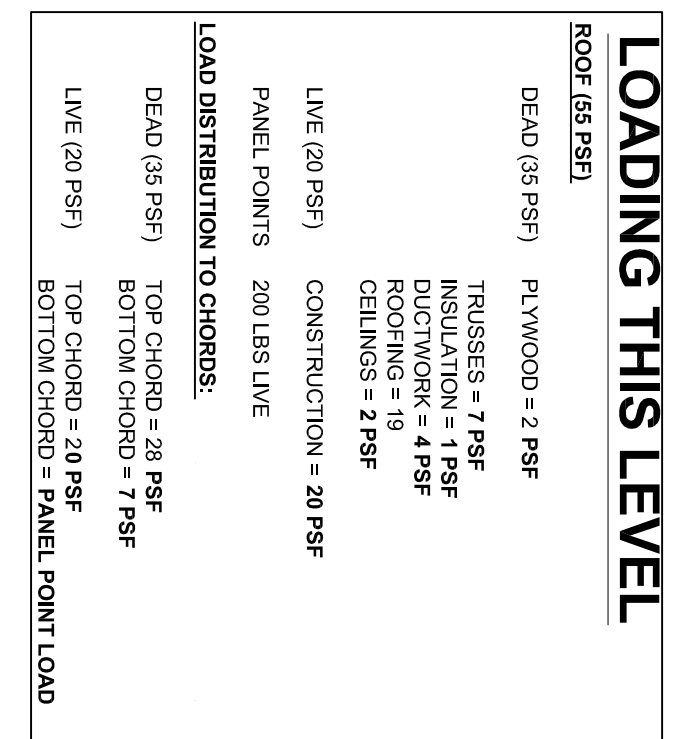 LOADING THIS LEVEL
ROOF (55 PSF)
DEAD (35 PSF) PLYWOOD = 2 PSF
TRUSSES = 7 PSF
INSULATION = 1 PSF
DUCTWORK = 4 PSF
ROOFING = 19
CEILINGS = 2 PSF
LIVE (20 PSF) CONSTRUCTION = 20 PSF
PANEL POINTS 200 LBS LIVE
LOAD DISTRIBUTION TO CHORDS:
DEAD (35 PSF) TOP CHORD = 28 PSF
BOTTOM CHORD = 7 PSF
LIVE (20 PSF) TOP CHORD = 20 PSF
BOTTOM CHORD = PANEL POINT LOAD